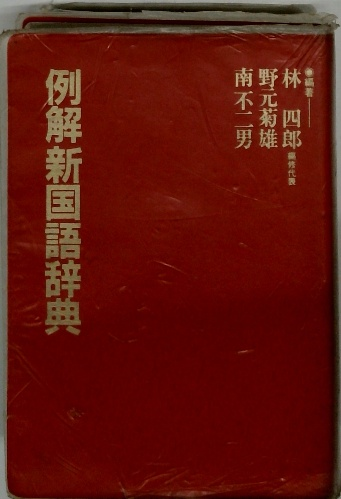 ●編著
林 四郎 編修代表
野元菊雄
南不二男
例解新国語辞典